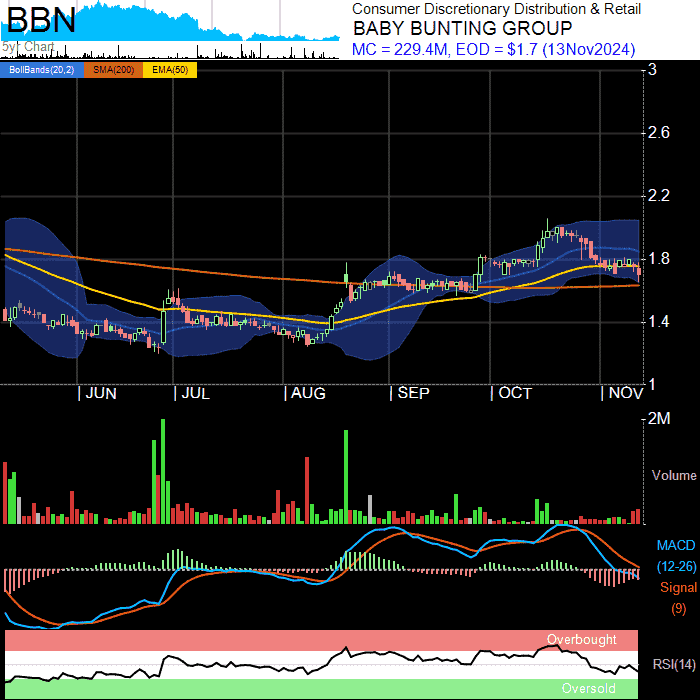 BBN
5yr Chart
Consumer Discretionary Distribution & Retail
BABY BUNTING GROUP
MC = 229.4M, EOD = $1.7 (13Nov2024)
BollBands(20,2) SMA(200) EMA(50)
3
2.6
2.2
1.8
1.4
1
|JUN |JUL |AUG |SEP |OCT |NOV
2M
Volume
MACD
(12-26)
Signal
(9)
Overbought
RSI(14)
Oversold